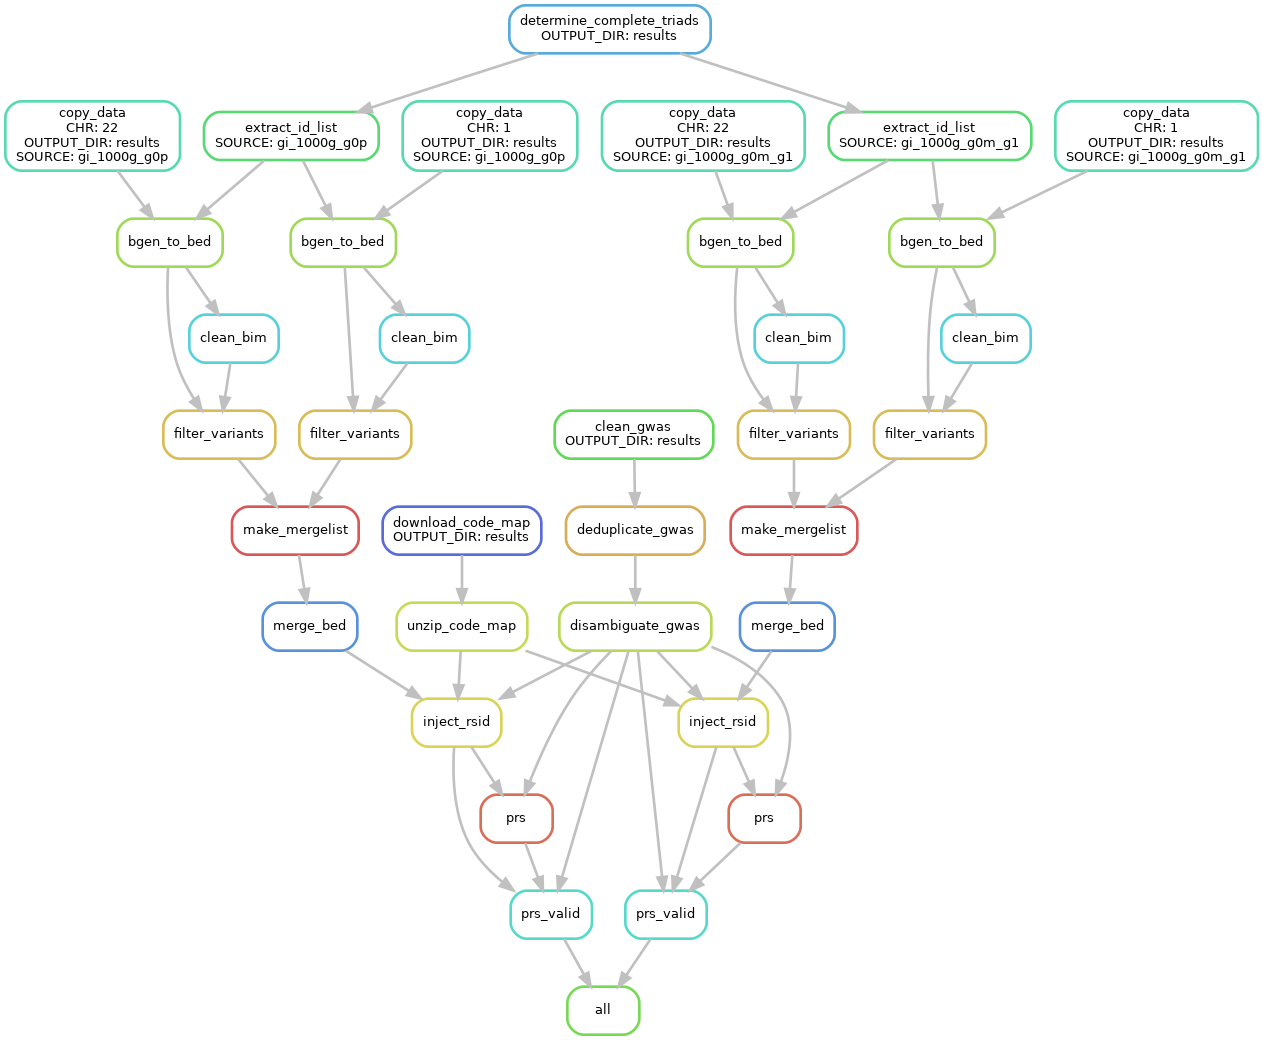 determine_complete_triads
OUTPUT_DIR: results
copy_data
CHR: 22
OUTPUT_DIR: results
SOURCE: gi_1000g_g0p
extract_id_list
SOURCE: gi_1000g_g0p
copy_data
CHR: 1
OUTPUT_DIR: results
SOURCE: gi_1000g_g0p
copy_data
CHR: 22
OUTPUT_DIR: results
SOURCE: gi_1000g_g0m_g1
extract_id_list
SOURCE: gi_1000g_g0m_g1
copy_data
CHR: 1
OUTPUT_DIR: results
SOURCE: gi_1000g_g0m_g1
bgen_to_bed
bgen_to_bed
bgen_to_bed
bgen_to_bed
clean_bim
clean_bim
clean_bim
clean_bim
filter_variants
filter_variants
clean_gwas
OUTPUT_DIR: results
filter_variants
filter_variants
make_mergelist
download_code_map
OUTPUT_DIR: results
deduplicate_gwas
make_mergelist
merge_bed
unzip_code_map
disambiguate_gwas
merge_bed
inject_rsid
inject_rsid
prs
prs
prs_valid
prs_valid
all